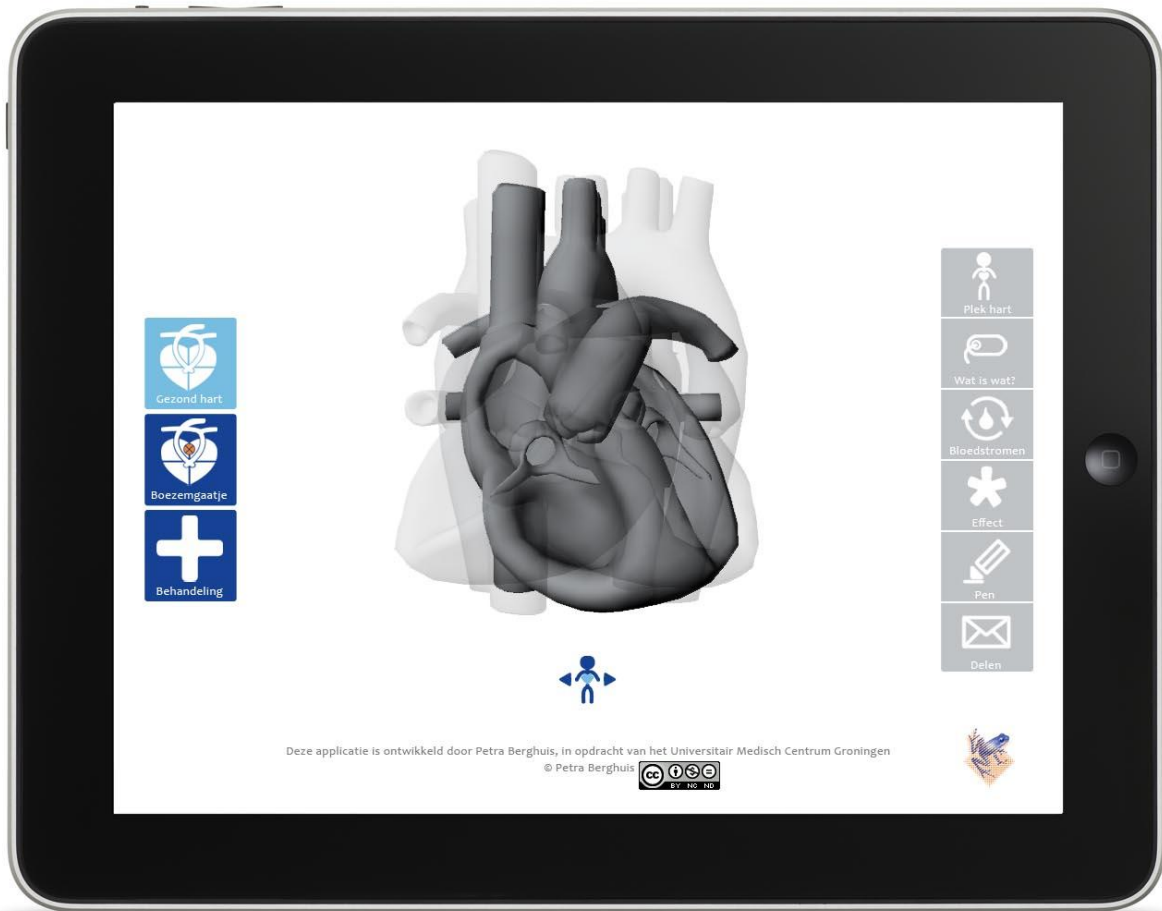 Gezond hart
Boezemgaatje
Behandeling
Plek hart
Wat is wat?
Bloedstromen
Effect
Pen
Delen
Deze applicatie is ontwikkeld door Petra Berghuis, in opdracht van het Universitair Medisch Centrum Groningen
© Petra Berghuis
cc
BY NC ND